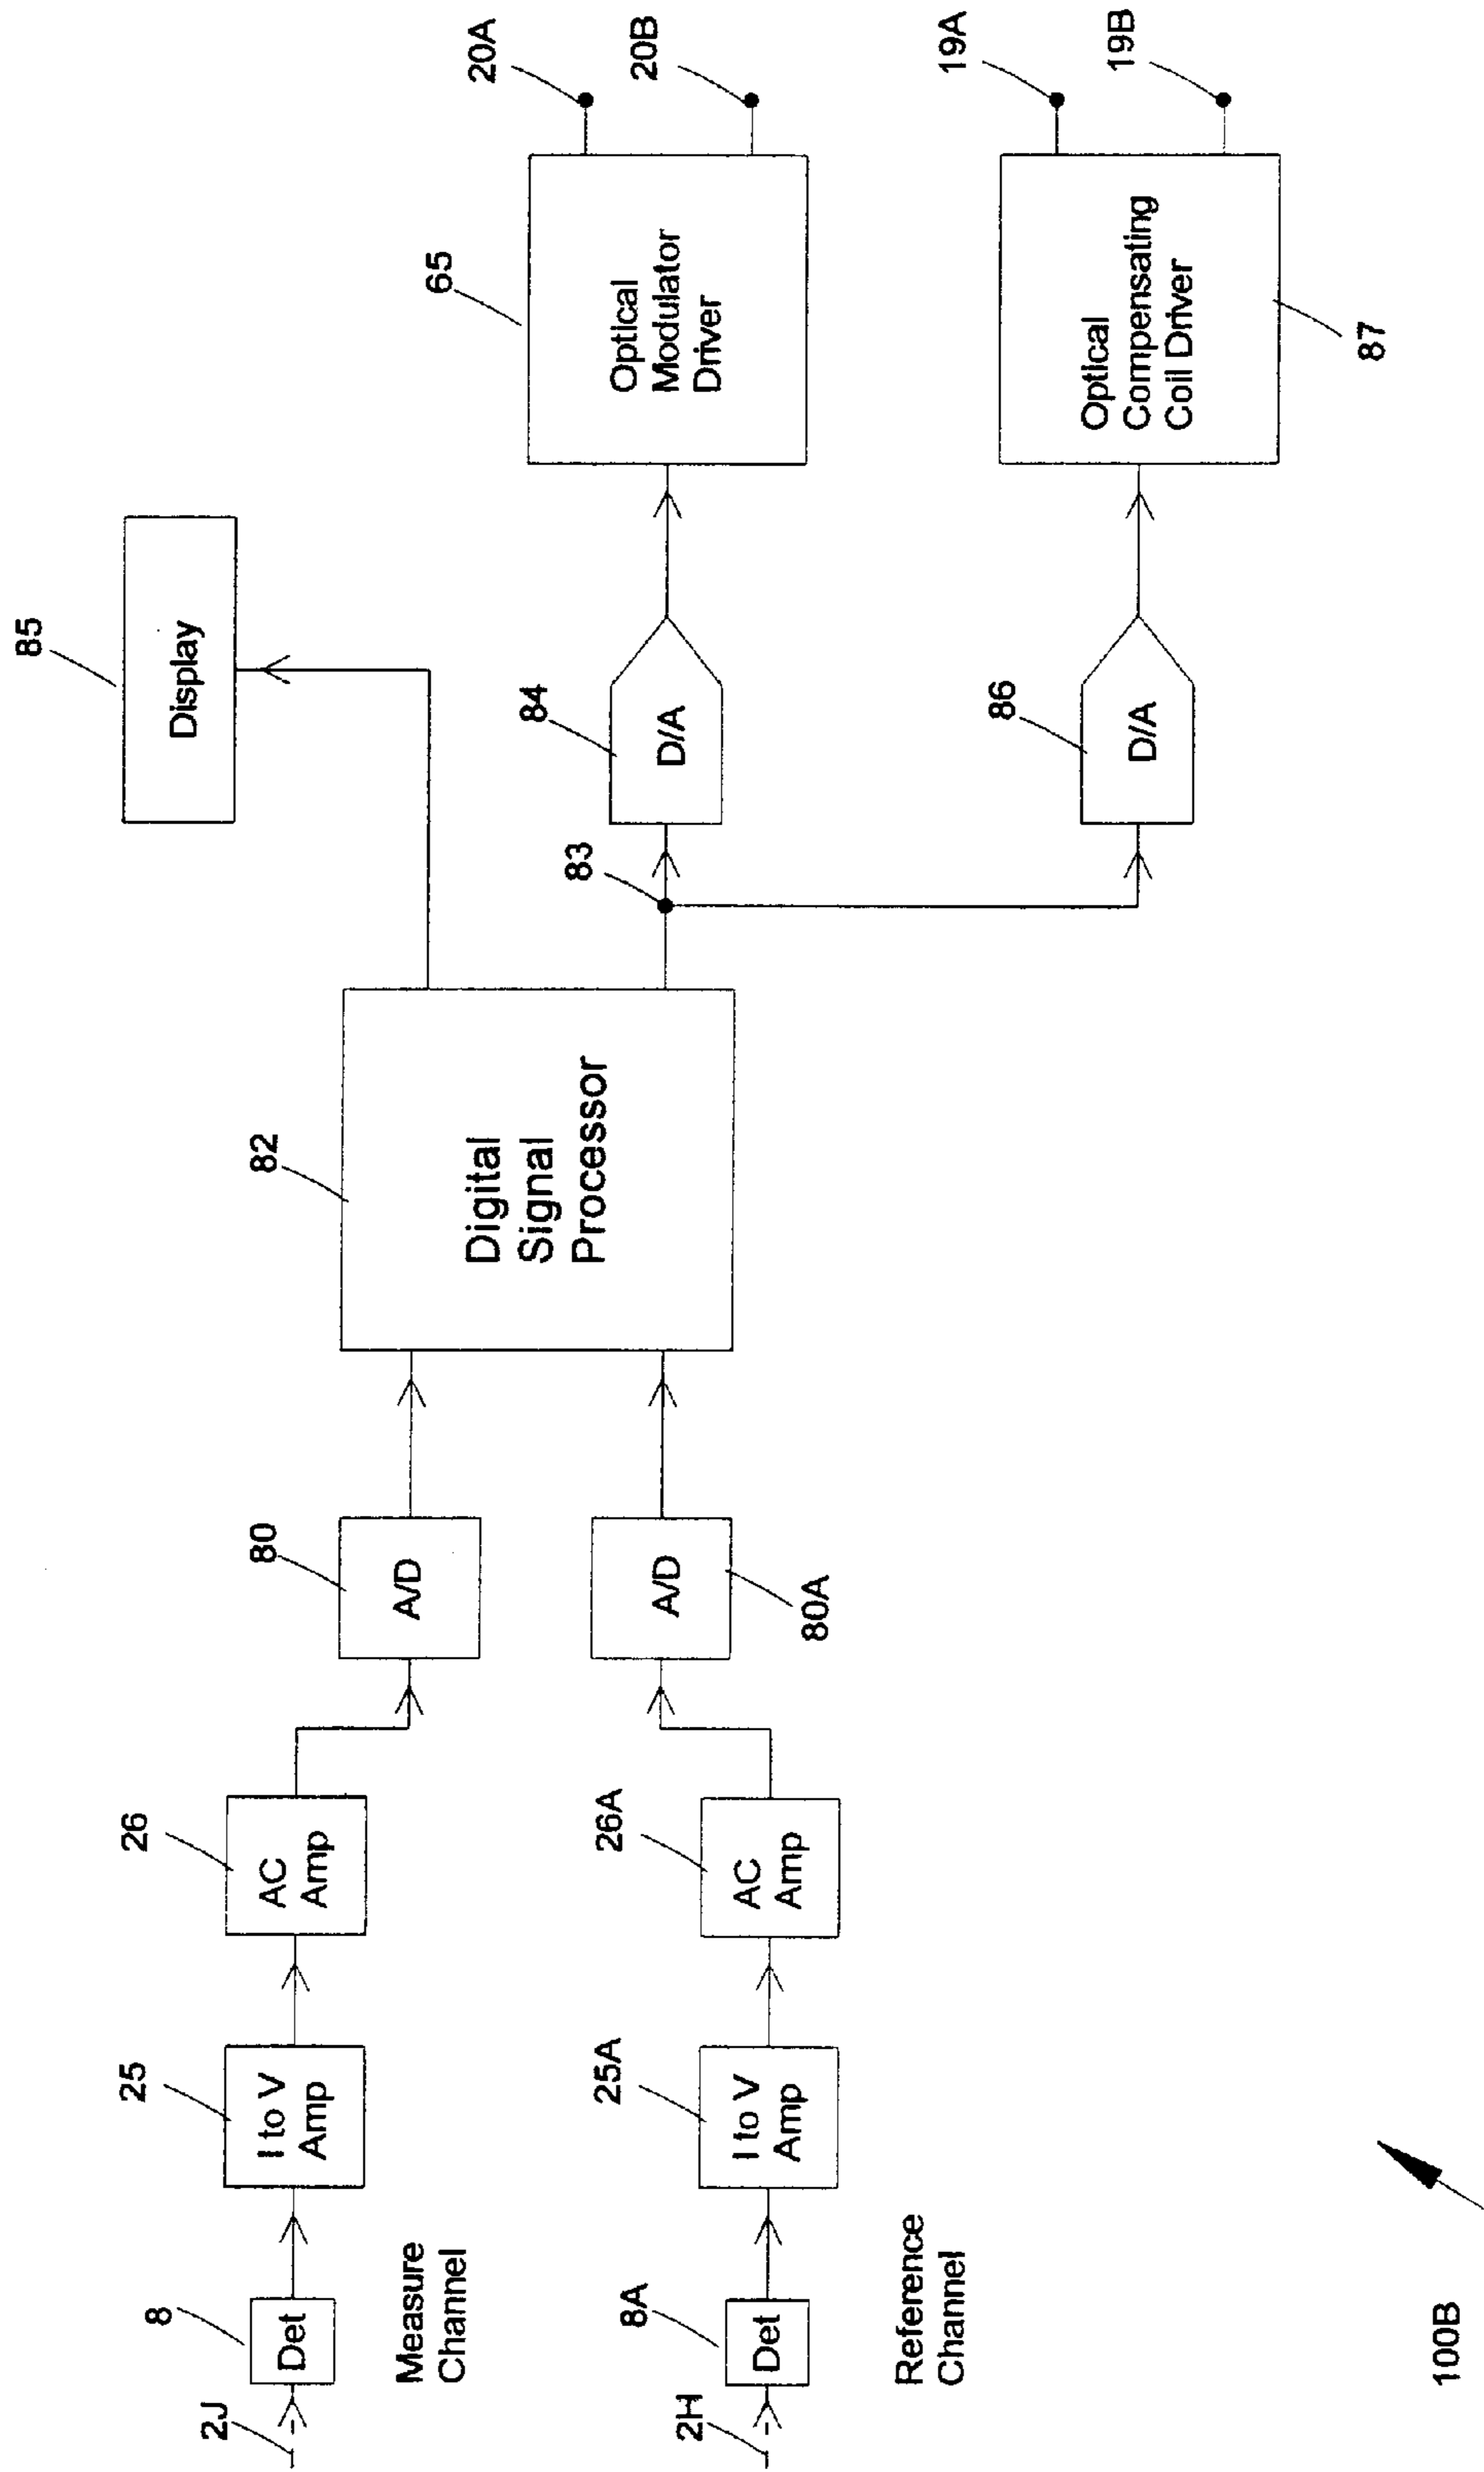 85
Display
20A
20B
65
Optical
Modulator
Driver
84
D/A
83
82
Digital
Signal
Processor
19A
19B
Optical
Compensating
Coil Driver
87
86
D/A
80
A/D
A/D
80A
26
AC
Amp
26A
AC
Amp
25
I to V
Amp
25A
I to V
Amp
8
Det
2J
Measure
Channel
8A
Det
2H
Reference
Channel
100B